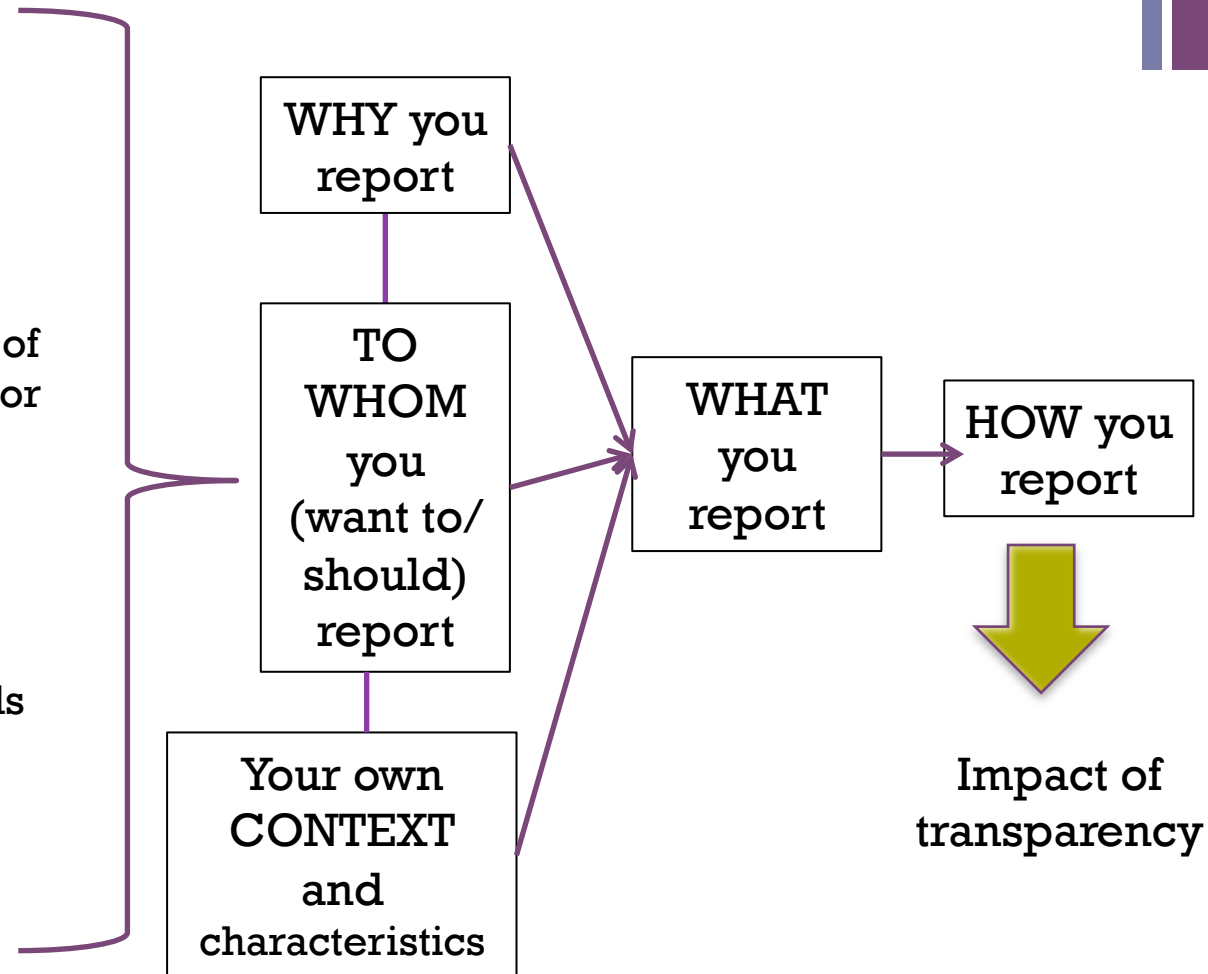 of
or
ls
WHY you
report
TO
WHOM
you
(want to/
should)
report
Your own
CONTEXT
and
characteristics
WHAT
you
report
HOW you
report
Impact of
transparency